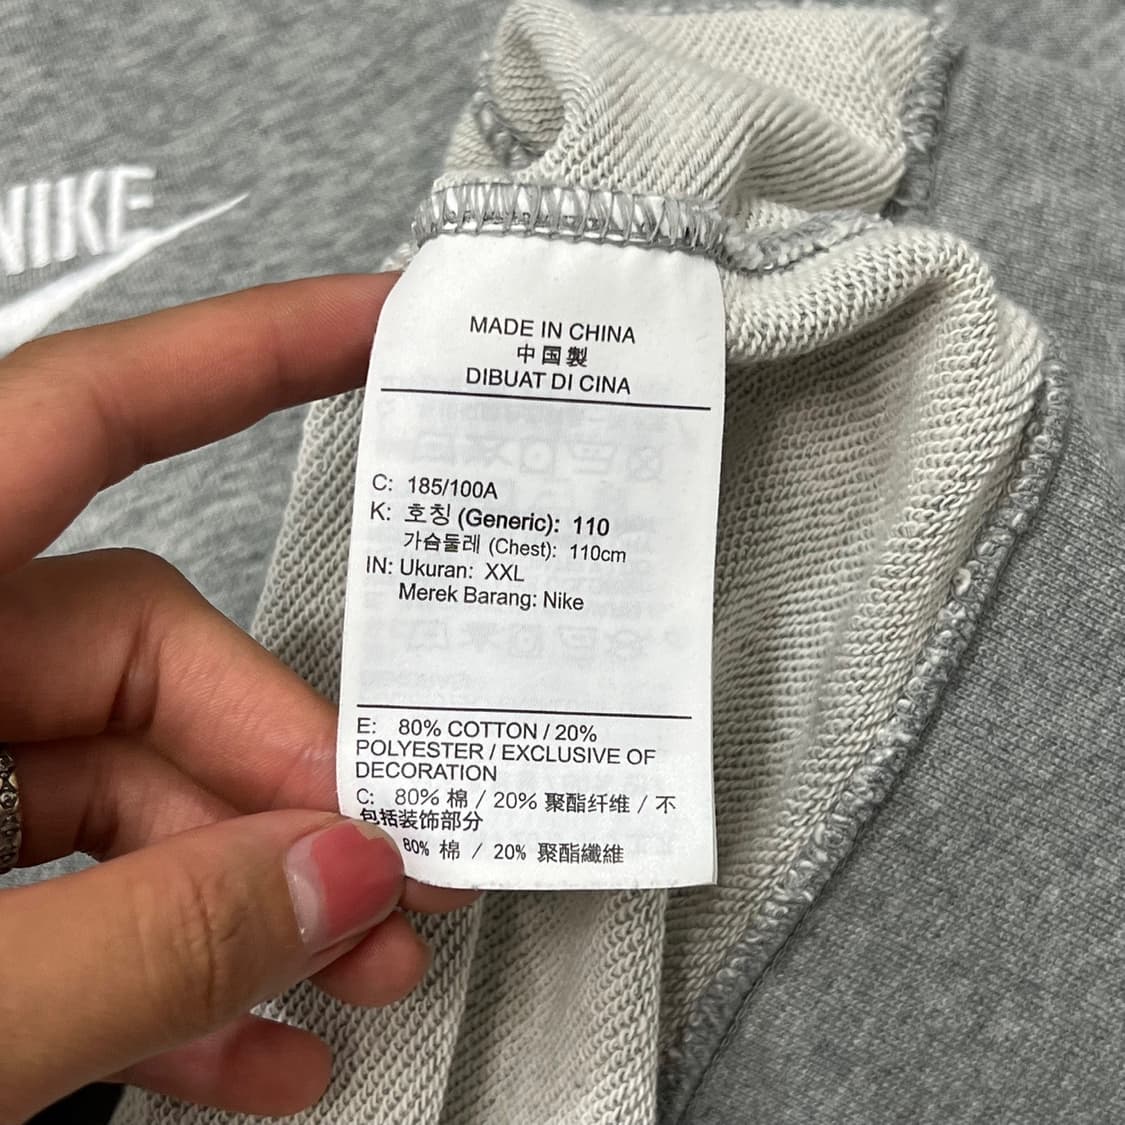 NIKE
MADE IN CHINA
中国製
DIBUAT DI CINA
C: 185/100A
K: 호칭 (Generic): 110
가슴둘레 (Chest): 110cm
IN: Ukuran: XXL
Merek Barang: Nike
E: 80% COTTON / 20%
POLYESTER / EXCLUSIVE OF
DECORATION
C: 80% 棉 / 20% 聚酯纤维 / 不
包括装饰部分
80% 棉 / 20% 聚酯纖維